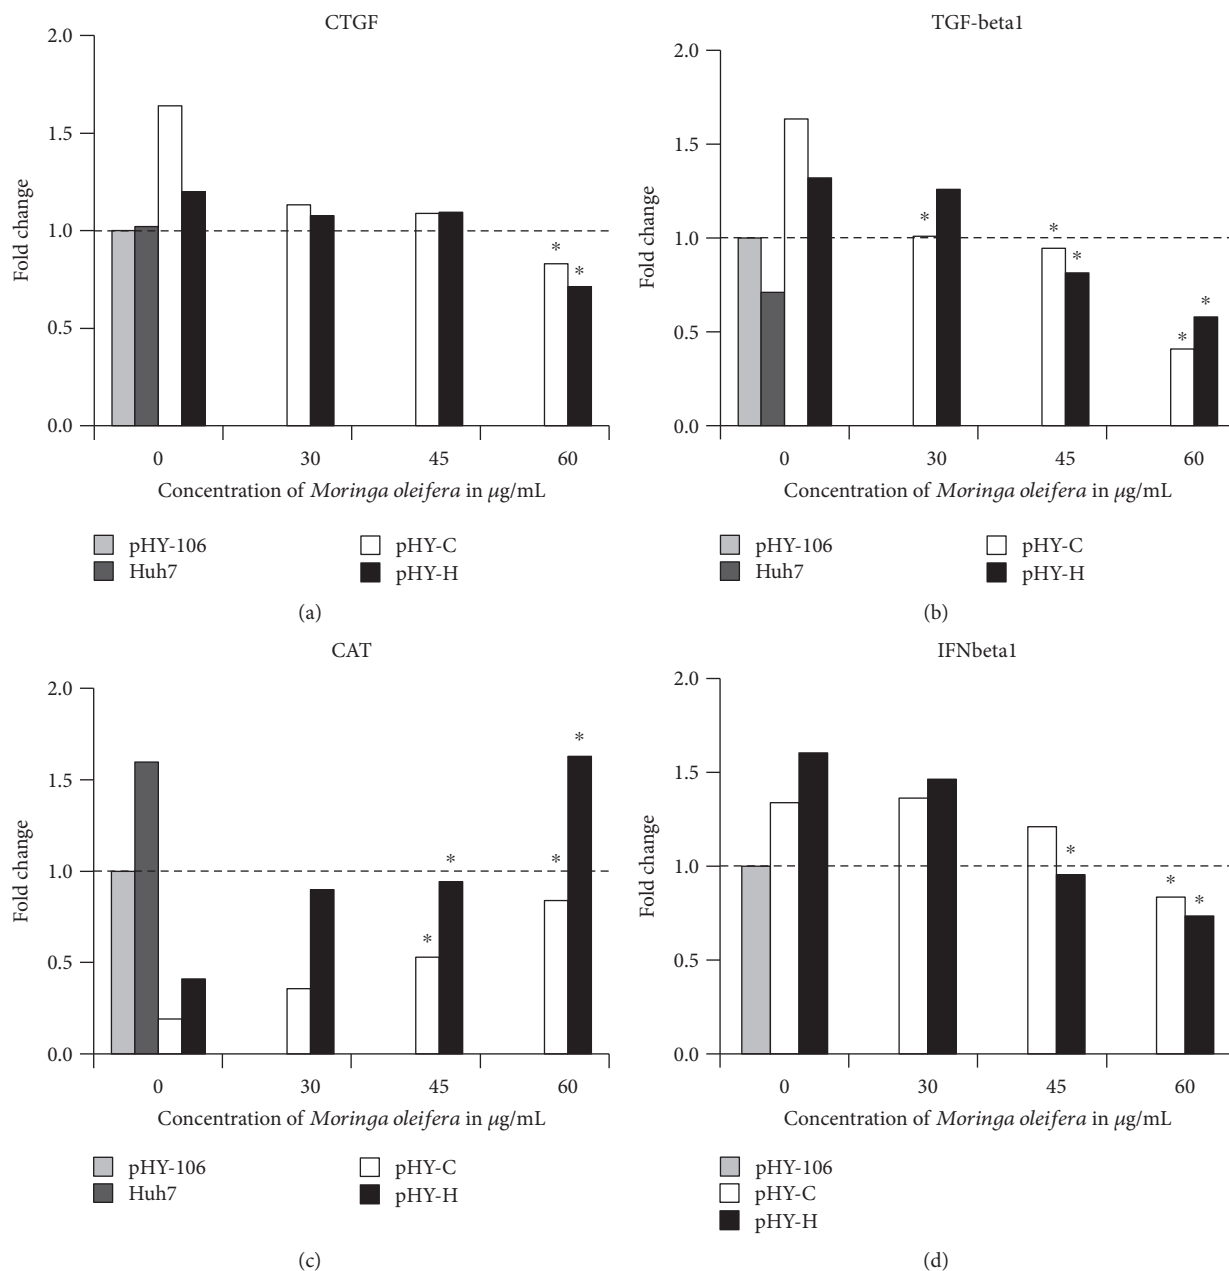 CTGF
2.0
1.5
1.0
0.5
0.0
Fold change
*
*
0 30 45 60
Concentration of Moringa oleifera in μg/mL
pHY-106 pHY-C
Huh7 pHY-H
(a)
TGF-beta1
2.0
1.5
1.0
0.5
0.0
Fold change
*
*
*
*
*
0 30 45 60
Concentration of Moringa oleifera in μg/mL
pHY-106 pHY-C
Huh7 pHY-H
(b)
CAT
2.0
1.5
1.0
0.5
0.0
Fold change
*
*
*
*
0 30 45 60
Concentration of Moringa oleifera in μg/mL
pHY-106 pHY-C
Huh7 pHY-H
(c)
IFNbeta1
2.0
1.5
1.0
0.5
0.0
Fold change
*
*
*
0 30 45 60
Concentration of Moringa oleifera in μg/mL
pHY-106
pHY-C
pHY-H
(d)